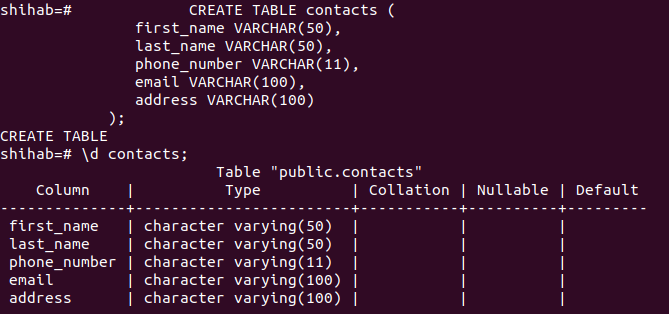 shihab=#             CREATE TABLE contacts (
               first_name VARCHAR(50),
               last_name VARCHAR(50),
               phone_number VARCHAR(11),
               email VARCHAR(100),
               address VARCHAR(100)
            );
CREATE TABLE
shihab=# \d contacts;
                        Table "public.contacts"
    Column    |          Type          | Collation | Nullable | Default
--------------+------------------------+-----------+----------+---------
 first_name   | character varying(50)  |           |          |
 last_name    | character varying(50)  |           |          |
 phone_number | character varying(11)  |           |          |
 email        | character varying(100) |           |          |
 address      | character varying(100) |           |          |